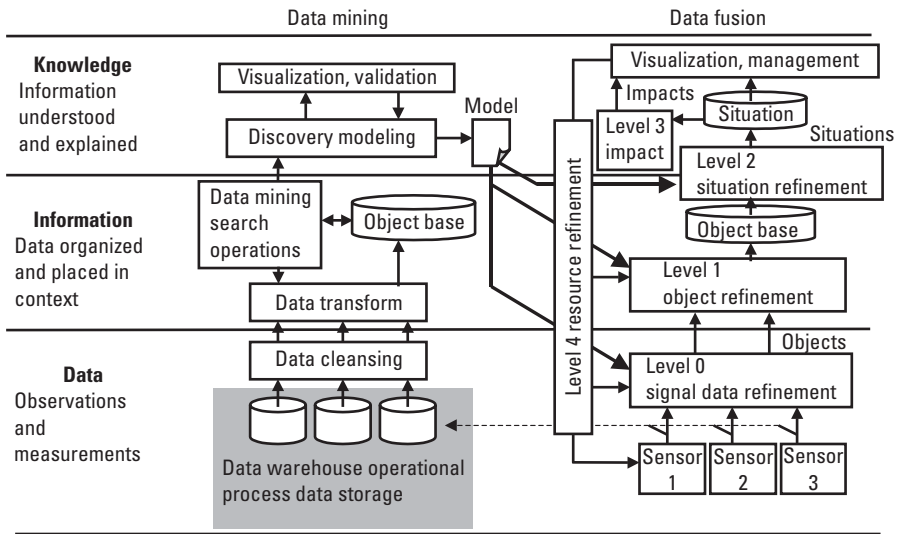 Data mining
Data fusion
Knowledge
Information
understood
and explained
Visualization, validation
Discovery modeling
Model
Visualization, management
Impacts
Level 3
impact
Situation
Situations
Level 2
situation refinement
Information
Data organized
and placed in
context
Data mining
search
operations
Object base
Data transform
Level 4 resource refinement
Object base
Level 1
object refinement
Objects
Data
Observations
and
measurements
Data cleansing
Data warehouse operational
process data storage
Level 0
signal data refinement
Sensor
1
Sensor
2
Sensor
3